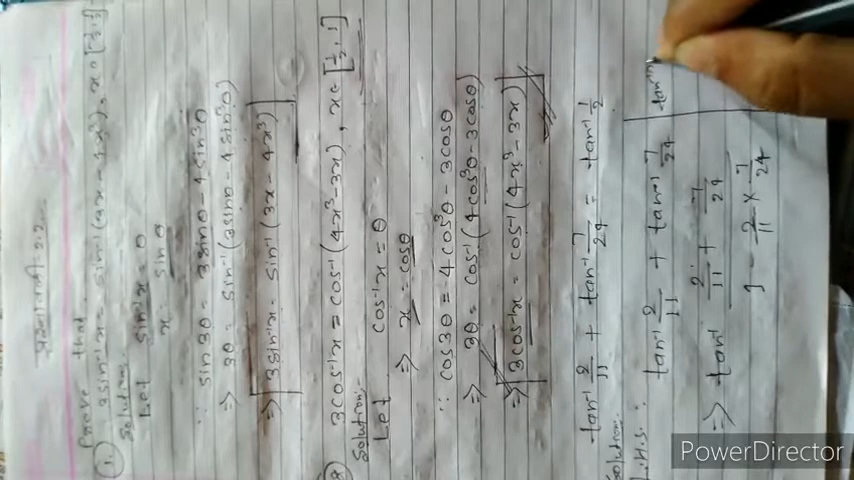 प्रश्नावली = 2.2
Prove that.
1. 3sin⁻¹x = sin⁻¹(3x - 4x³), x ∈ [-½, ½]
Solution.
Let sin⁻¹x = θ
x = sin θ
∴ sin3θ = 3sinθ - 4sin³θ
⇒ 3θ = sin⁻¹(3sinθ - 4sin³θ)
⇒ 3sin⁻¹x = sin⁻¹(3x - 4x³)
3cos⁻¹x = cos⁻¹(4x³-3x), x ∈ [½, 1]
Solution,-
Let cos⁻¹x = θ
⇒ x = cosθ
∴ cos3θ = 4cos³θ - 3cosθ
⇒ 3θ = cos⁻¹(4cos³θ - 3cosθ)
⇒ 3cos⁻¹x = cos⁻¹(4x³-3x)
tan⁻¹ 2/11 + tan⁻¹ 7/24 = tan⁻¹ 1/2
Solution.
L.H.S. : tan⁻¹ 2/11 + tan⁻¹ 7/24
⇒ tan⁻¹ (2/11 + 7/24)/(1 - 2/11 × 7/24)
PowerDirector